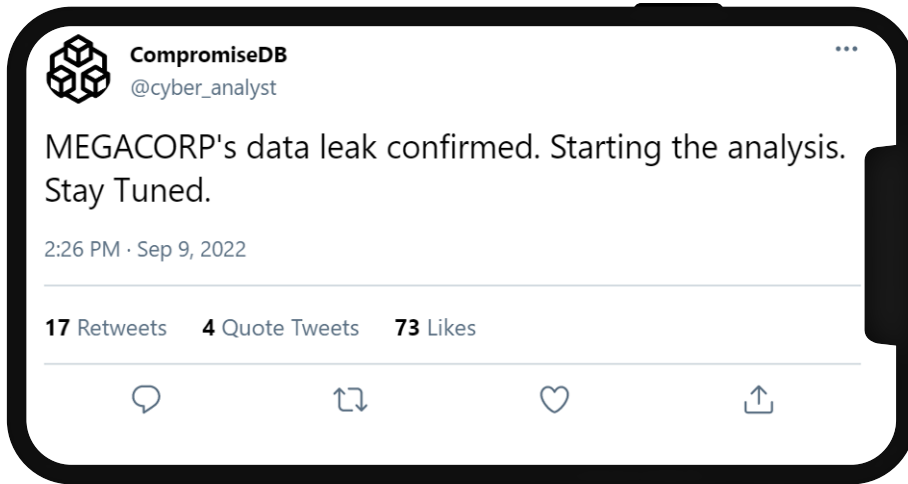 CompromiseDB
@cyber_analyst
MEGACORP's data leak confirmed. Starting the analysis.
Stay Tuned.
2:26 PM · Sep 9, 2022
17 Retweets 4 Quote Tweets 73 Likes